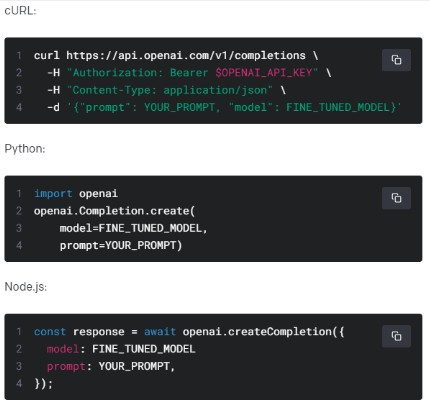 cURL:
1 curl https://api.openai.com/v1/completions \
2 -H "Authorization: Bearer $OPENAI_API_KEY" \
3 -H "Content-Type: application/json" \
4 -d '{"prompt": YOUR_PROMPT, "model": FINE_TUNED_MODEL}'
Python:
1 import openai
2 openai.Completion.create(
3 model=FINE_TUNED_MODEL,
4 prompt=YOUR_PROMPT)
Node.js:
1 const response = await openai.createCompletion({
2 model: FINE_TUNED_MODEL
3 prompt: YOUR_PROMPT,
4 });